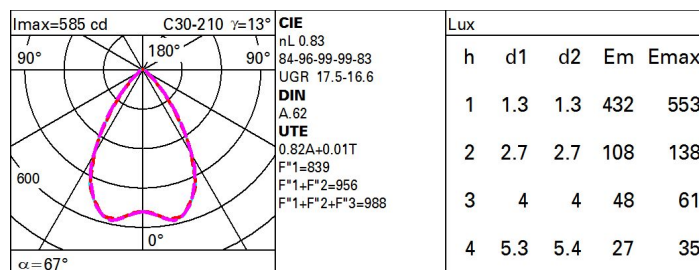 Imax=585 cd C30-210 γ=13°
90° 180° 90°
600
0°
α=67°
CIE
nL 0.83
84-96-99-99-83
UGR 17.5-16.6
DIN
A.62
UTE
0.82A+0.01T
F"1=839
F"1+F"2=956
F"1+F"2+F"3=988
Lux
h d1 d2 Em Emax
1 1.3 1.3 432 553
2 2.7 2.7 108 138
3 4 4 48 61
4 5.3 5.4 27 35